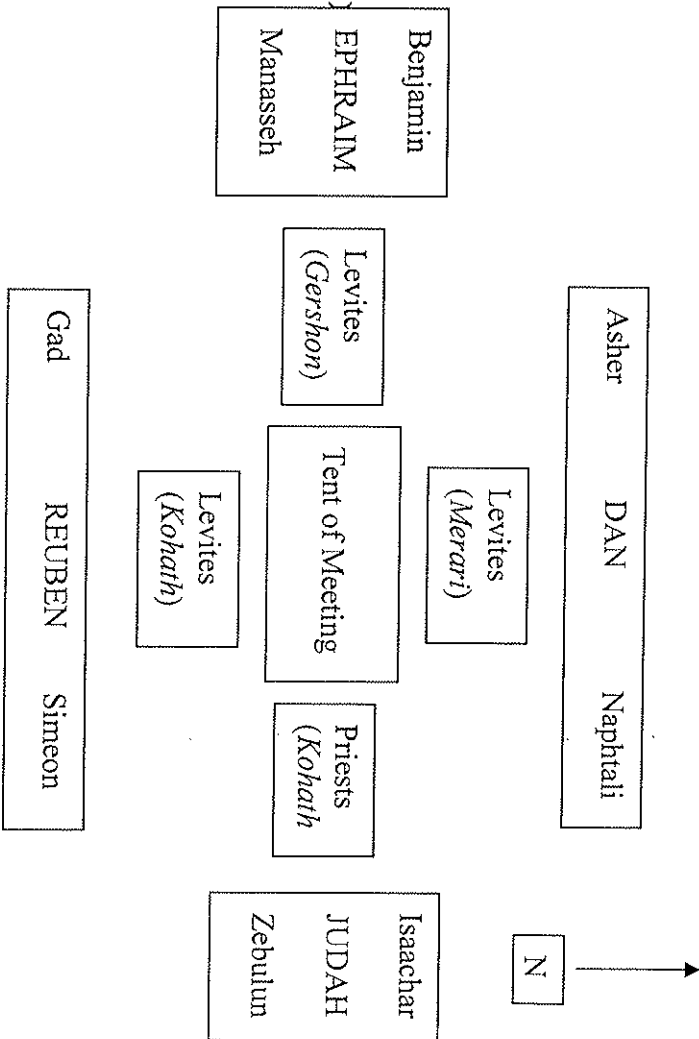 Asher DAN Naphtali
N
Levites
(Merari)
Benjamin
EPHRAIM
Manasseh
Levites
(Gershon)
Tent of Meeting
Priests
(Kohath
Isaachar
JUDAH
Zebulun
Levites
(Kohath)
Gad REUBEN Simeon